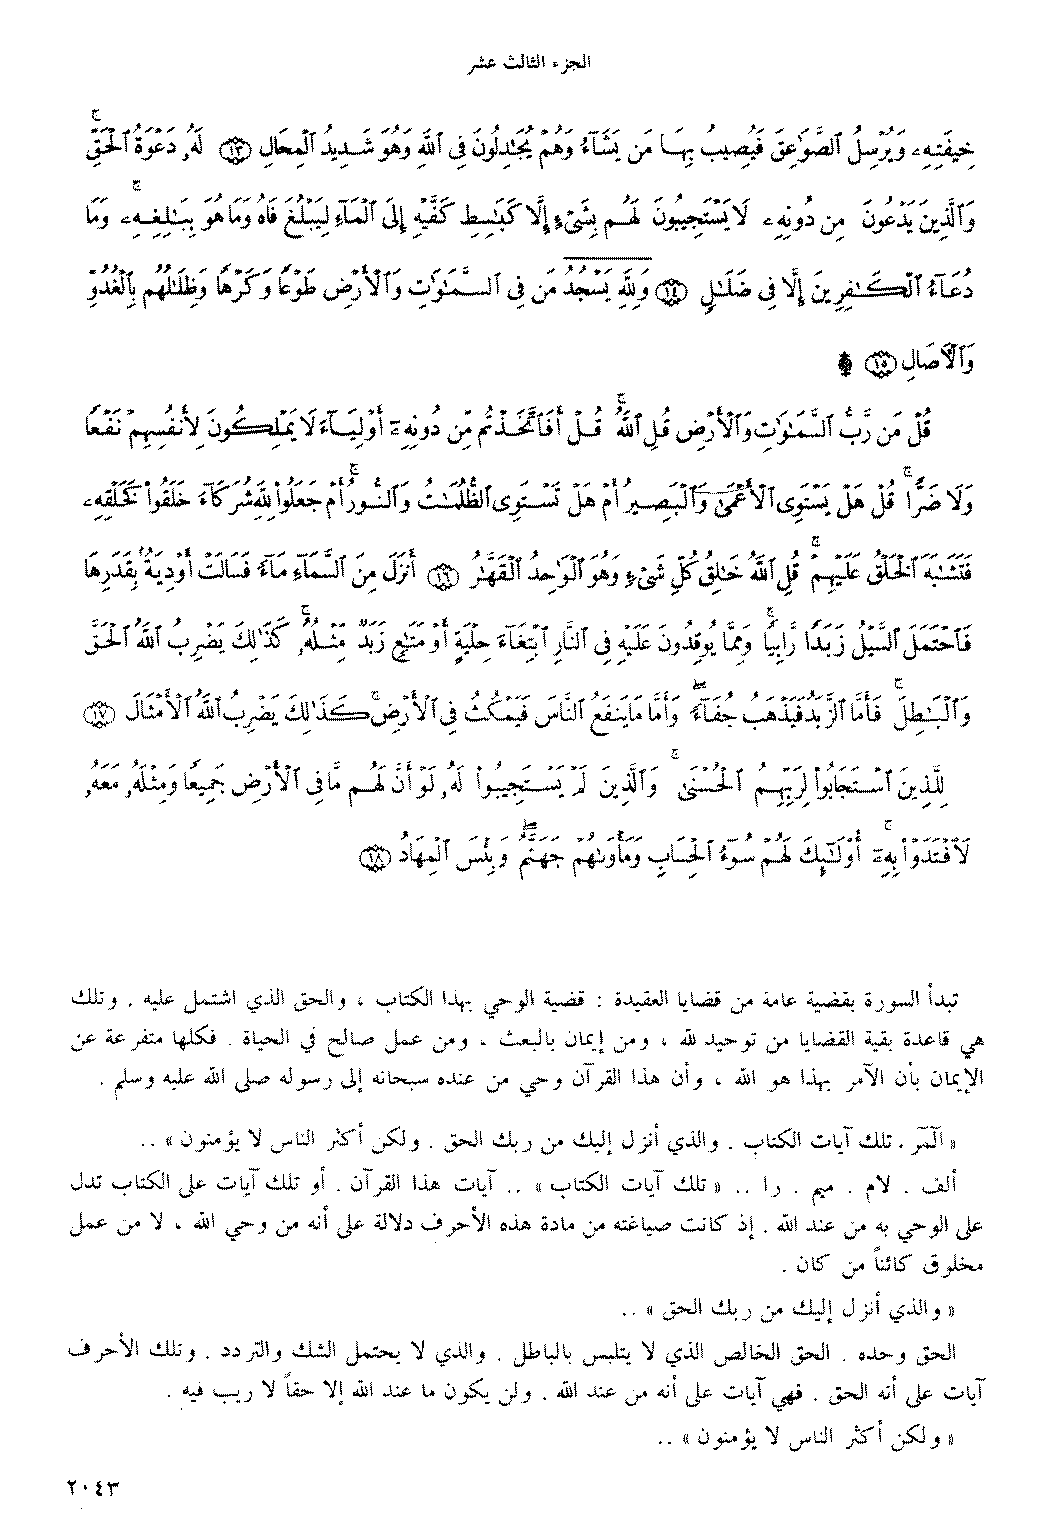 الجزء الثالث عشر
خِيفَتِهِۦ وَيُرْسِلُ ٱلصَّوَٰعِقَ فَيُصِيبُ بِهَا مَن يَشَآءُ وَهُمْ يُجَٰدِلُونَ فِى ٱللَّهِ وَهُوَ شَدِيدُ ٱلْمِحَالِ ﴿١٣﴾ لَهُۥ دَعْوَةُ ٱلْحَقِّ ۚ
وَٱلَّذِينَ يَدْعُونَ مِن دُونِهِۦ لَا يَسْتَجِيبُونَ لَهُم بِشَىْءٍ إِلَّا كَبَٰسِطِ كَفَّيْهِ إِلَى ٱلْمَآءِ لِيَبْلُغَ فَاهُ وَمَا هُوَ بِبَٰلِغِهِۦ ۚ وَمَا
دُعَآءُ ٱلْكَٰفِرِينَ إِلَّا فِى ضَلَٰلٍ ﴿١٤﴾ وَلِلَّهِ يَسْجُدُ مَن فِى ٱلسَّمَٰوَٰتِ وَٱلْأَرْضِ طَوْعًا وَكَرْهًا وَظِلَٰلُهُم بِٱلْغُدُوِّ
وَٱلْءَاصَالِ ﴿١٥﴾ ۩
قُلْ مَن رَّبُّ ٱلسَّمَٰوَٰتِ وَٱلْأَرْضِ قُلِ ٱللَّهُ ۚ قُلْ أَفَٱتَّخَذْتُم مِّن دُونِهِۦٓ أَوْلِيَآءَ لَا يَمْلِكُونَ لِأَنفُسِهِمْ نَفْعًا
وَلَا ضَرًّا ۚ قُلْ هَلْ يَسْتَوِى ٱلْأَعْمَىٰ وَٱلْبَصِيرُ أَمْ هَلْ تَسْتَوِى ٱلظُّلُمَٰتُ وَٱلنُّورُ ۗ أَمْ جَعَلُوا۟ لِلَّهِ شُرَكَآءَ خَلَقُوا۟ كَخَلْقِهِۦ
فَتَشَٰبَهَ ٱلْخَلْقُ عَلَيْهِمْ ۚ قُلِ ٱللَّهُ خَٰلِقُ كُلِّ شَىْءٍ وَهُوَ ٱلْوَٰحِدُ ٱلْقَهَّٰرُ ﴿١٦﴾ أَنزَلَ مِنَ ٱلسَّمَآءِ مَآءً فَسَالَتْ أَوْدِيَةٌۢ بِقَدَرِهَا
فَٱحْتَمَلَ ٱلسَّيْلُ زَبَدًا رَّابِيًا ۚ وَمِمَّا يُوقِدُونَ عَلَيْهِ فِى ٱلنَّارِ ٱبْتِغَآءَ حِلْيَةٍ أَوْ مَتَٰعٍ زَبَدٌ مِّثْلُهُۥ ۚ كَذَٰلِكَ يَضْرِبُ ٱللَّهُ ٱلْحَقَّ
وَٱلْبَٰطِلَ ۚ فَأَمَّا ٱلزَّبَدُ فَيَذْهَبُ جُفَآءً ۖ وَأَمَّا مَا يَنفَعُ ٱلنَّاسَ فَيَمْكُثُ فِى ٱلْأَرْضِ ۚ كَذَٰلِكَ يَضْرِبُ ٱللَّهُ ٱلْأَمْثَالَ ﴿١٧﴾
لِلَّذِينَ ٱسْتَجَابُوا۟ لِرَبِّهِمُ ٱلْحُسْنَىٰ ۚ وَٱلَّذِينَ لَمْ يَسْتَجِيبُوا۟ لَهُۥ لَوْ أَنَّ لَهُم مَّا فِى ٱلْأَرْضِ جَمِيعًا وَمِثْلَهُۥ مَعَهُۥ
لَٱفْتَدَوْا۟ بِهِۦٓ ۚ أُو۟لَٰٓئِكَ لَهُمْ سُوٓءُ ٱلْحِسَابِ وَمَأْوَىٰهُمْ جَهَنَّمُ ۖ وَبِئْسَ ٱلْمِهَادُ ﴿١٨﴾
تبدأ السورة بقضية عامة من قضايا العقيدة : قضية الوحي بهذا الكتاب ، والحق الذي اشتمل عليه . وتلك
هي قاعدة بقية القضايا من توحيد لله ، ومن إيمان بالبعث ، ومن عمل صالح في الحياة . فكلها متفرعة عن
الإيمان بأن الآمر بهذا هو الله ، وأن هذا القرآن وحي من عنده سبحانه إلى رسوله صلى الله عليه وسلم .
« الٓمٓر . تلك آيات الكتاب . والذي أنزل إليك من ربك الحق . ولكن أكثر الناس لا يؤمنون » ..
ألف . لام . ميم . را .. « تلك آيات الكتاب » .. آيات هذا القرآن . أو تلك آيات على الكتاب تدل
على الوحي به من عند الله . إذ كانت صياغته من مادة هذه الأحرف دلالة على أنه من وحي الله ، لا من عمل
مخلوق كائناً من كان .
« والذي أنزل إليك من ربك الحق » ..
الحق وحده . الحق الخالص الذي لا يتلبس بالباطل . والذي لا يحتمل الشك والتردد . وتلك الأحرف
آيات على أنه الحق . فهي آيات على أنه من عند الله . ولن يكون ما عند الله إلا حقاً لا ريب فيه .
« ولكن أكثر الناس لا يؤمنون » ..
٢٠٤٣